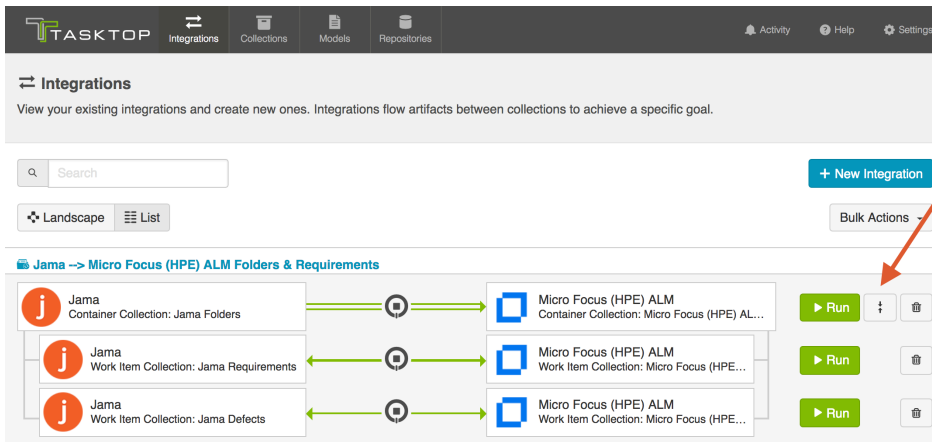 TASKTOP
Integrations
Collections
Models
Repositories
Activity
Help
Settings
Integrations
View your existing integrations and create new ones. Integrations flow artifacts between collections to achieve a specific goal.
Search
+ New Integration
Landscape
List
Bulk Actions
Jama --> Micro Focus (HPE) ALM Folders & Requirements
Jama
Container Collection: Jama Folders
Micro Focus (HPE) ALM
Container Collection: Micro Focus (HPE) AL...
Run
Jama
Work Item Collection: Jama Requirements
Micro Focus (HPE) ALM
Work Item Collection: Micro Focus (HPE...
Run
Jama
Work Item Collection: Jama Defects
Micro Focus (HPE) ALM
Work Item Collection: Micro Focus (HPE...
Run